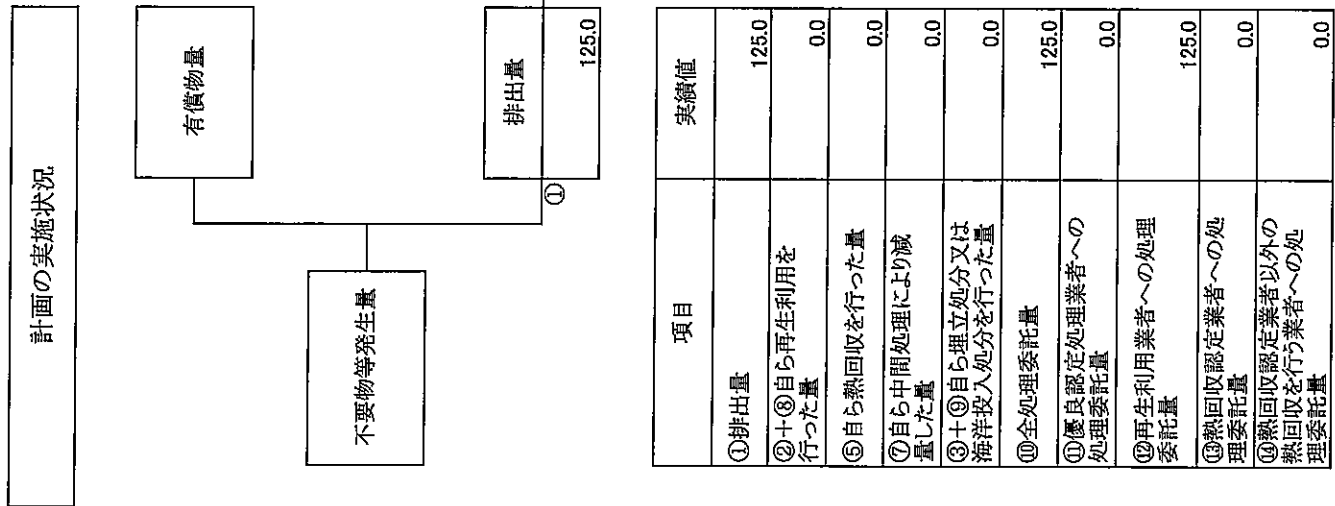 計画の実施状況
有償物量
不要物等発生量
排出量
①
125.0
項目
実績値
①排出量
125.0
②+⑧自ら再生利用を
行った量
0.0
⑤自ら熱回収を行った量
0.0
⑦自ら中間処理により減
量した量
0.0
③+⑨自ら埋立処分又は
海洋投入処分を行った量
0.0
⑩全処理委託量
125.0
⑪優良認定処理業者への
処理委託量
0.0
⑫再生利用業者への処理
委託量
125.0
⑬熱回収認定業者への処
理委託量
0.0
⑭熱回収認定業者以外の
熱回収を行う業者への処
理委託量
0.0